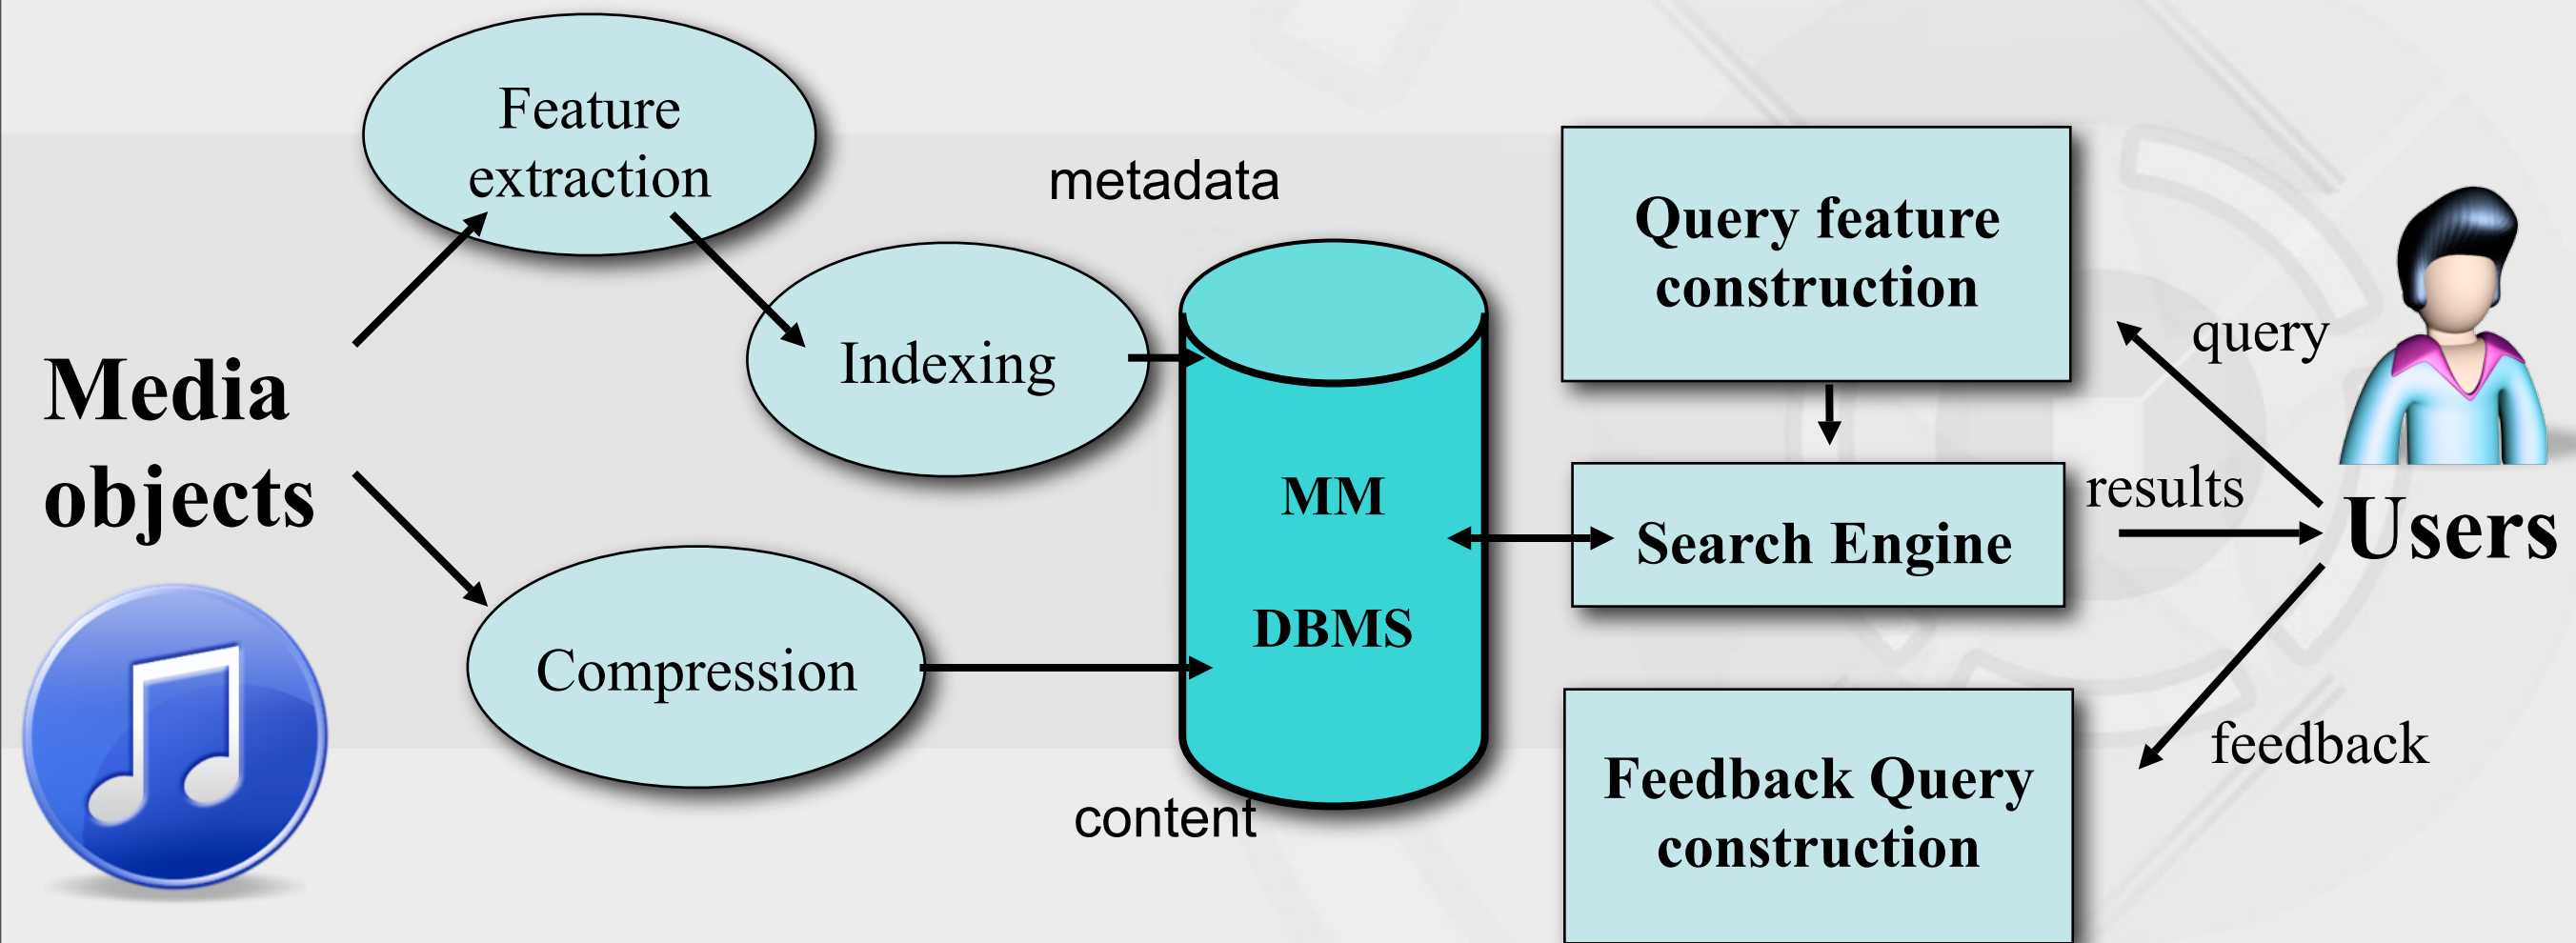 Feature
extraction
metadata
Indexing
Media
objects
Compression
content
MM
DBMS
Query feature
construction
Search Engine
Feedback Query
construction
query
results
Users
feedback